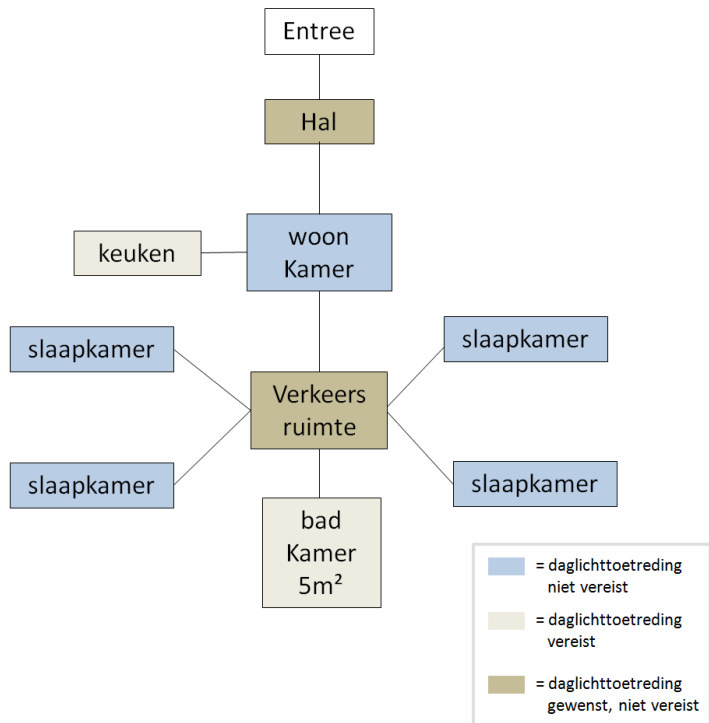 Entree
Hal
woon
Kamer
keuken
slaapkamer
slaapkamer
Verkeers
ruimte
slaapkamer
slaapkamer
bad
Kamer
5m²
= daglichttoetreding
niet vereist
= daglichttoetreding
vereist
= daglichttoetreding
gewenst, niet vereist